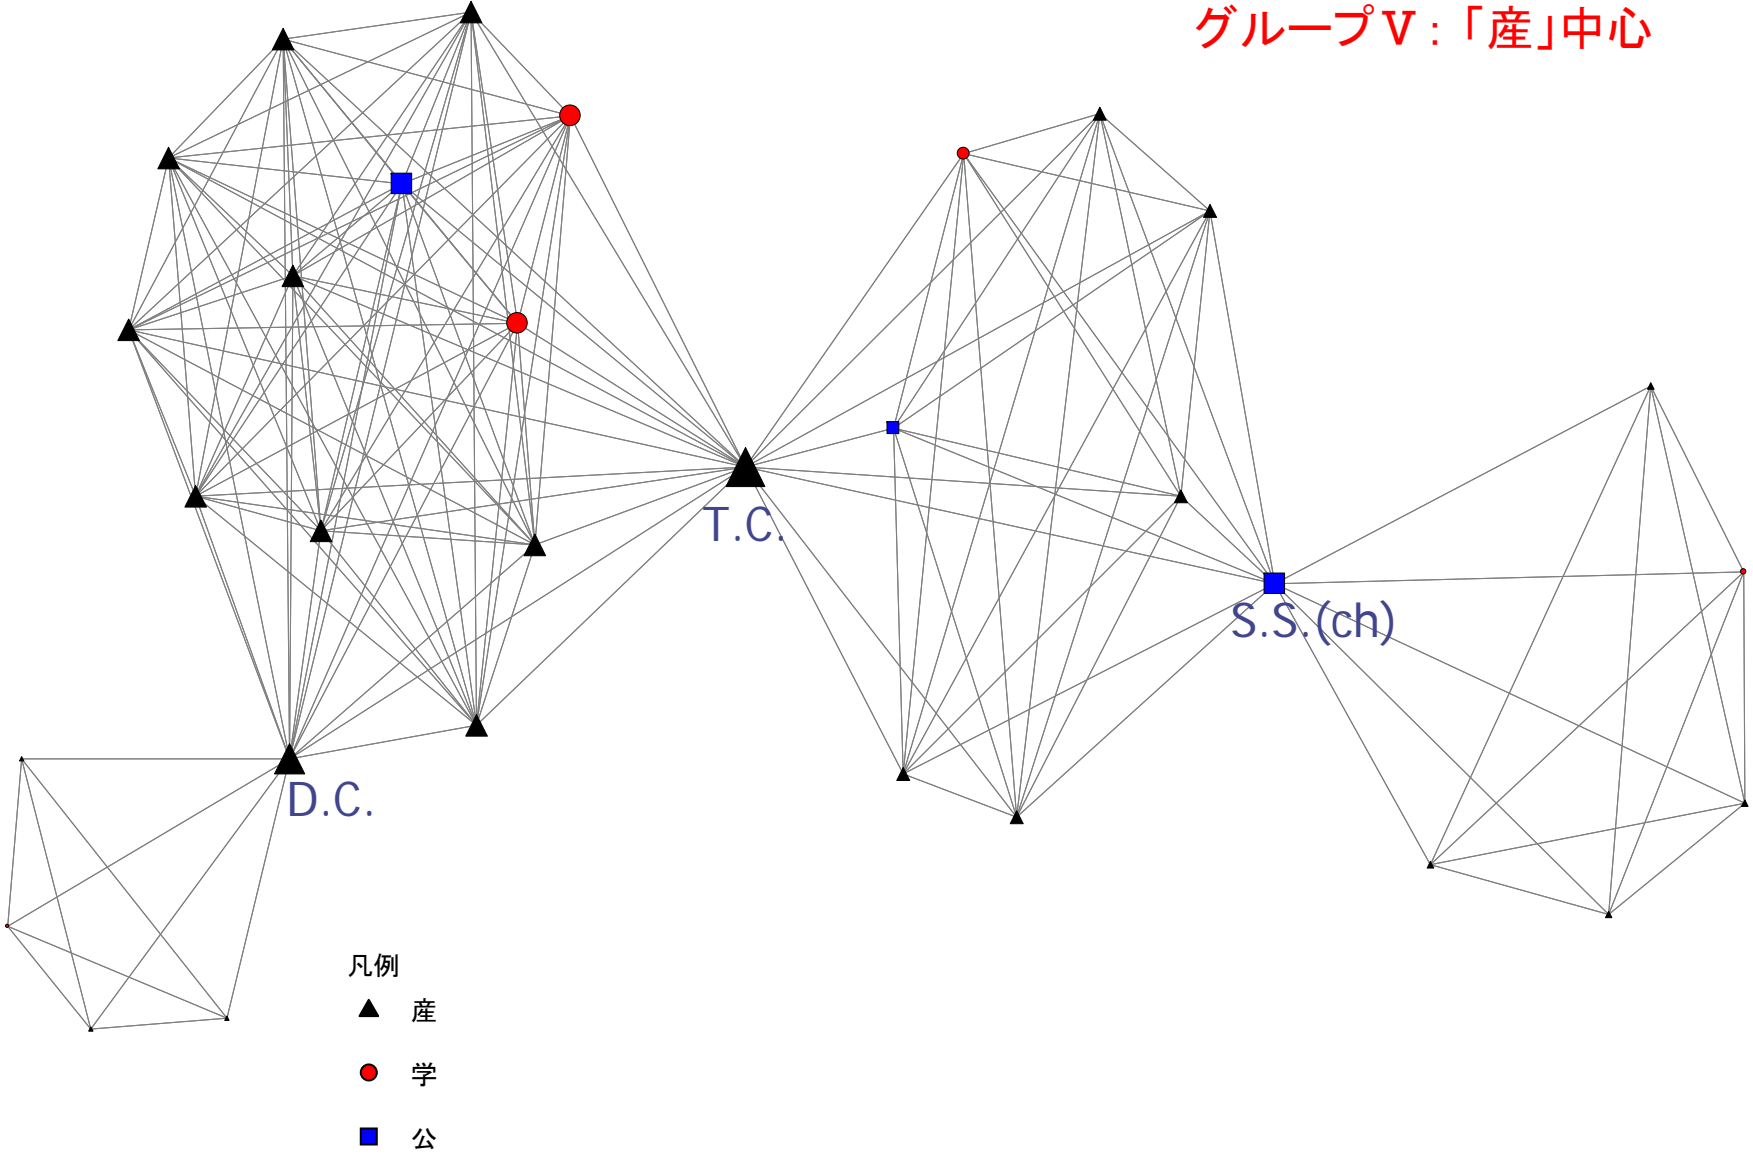 グループⅤ：「産」中心
T.C.
S.S.(ch)
D.C.
凡例
産
学
公